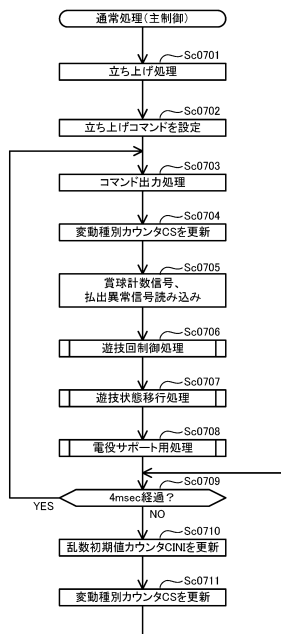 通常処理(主制御)
Sc0701
立ち上げ処理
Sc0702
立ち上げコマンドを設定
Sc0703
コマンド出力処理
Sc0704
変動種別カウンタCSを更新
Sc0705
賞球計数信号、
払出異常信号読み込み
Sc0706
遊技回制御処理
Sc0707
遊技状態移行処理
Sc0708
電役サポート用処理
Sc0709
4msec経過？
YES
NO
Sc0710
乱数初期値カウンタCINIを更新
Sc0711
変動種別カウンタCSを更新